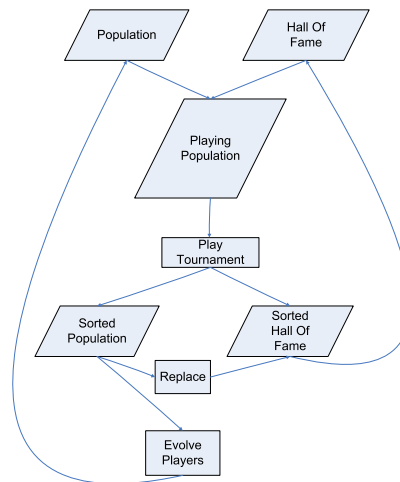 Population
Hall Of
Fame
Playing
Population
Play
Tournament
Sorted
Population
Sorted
Hall Of
Fame
Replace
Evolve
Players